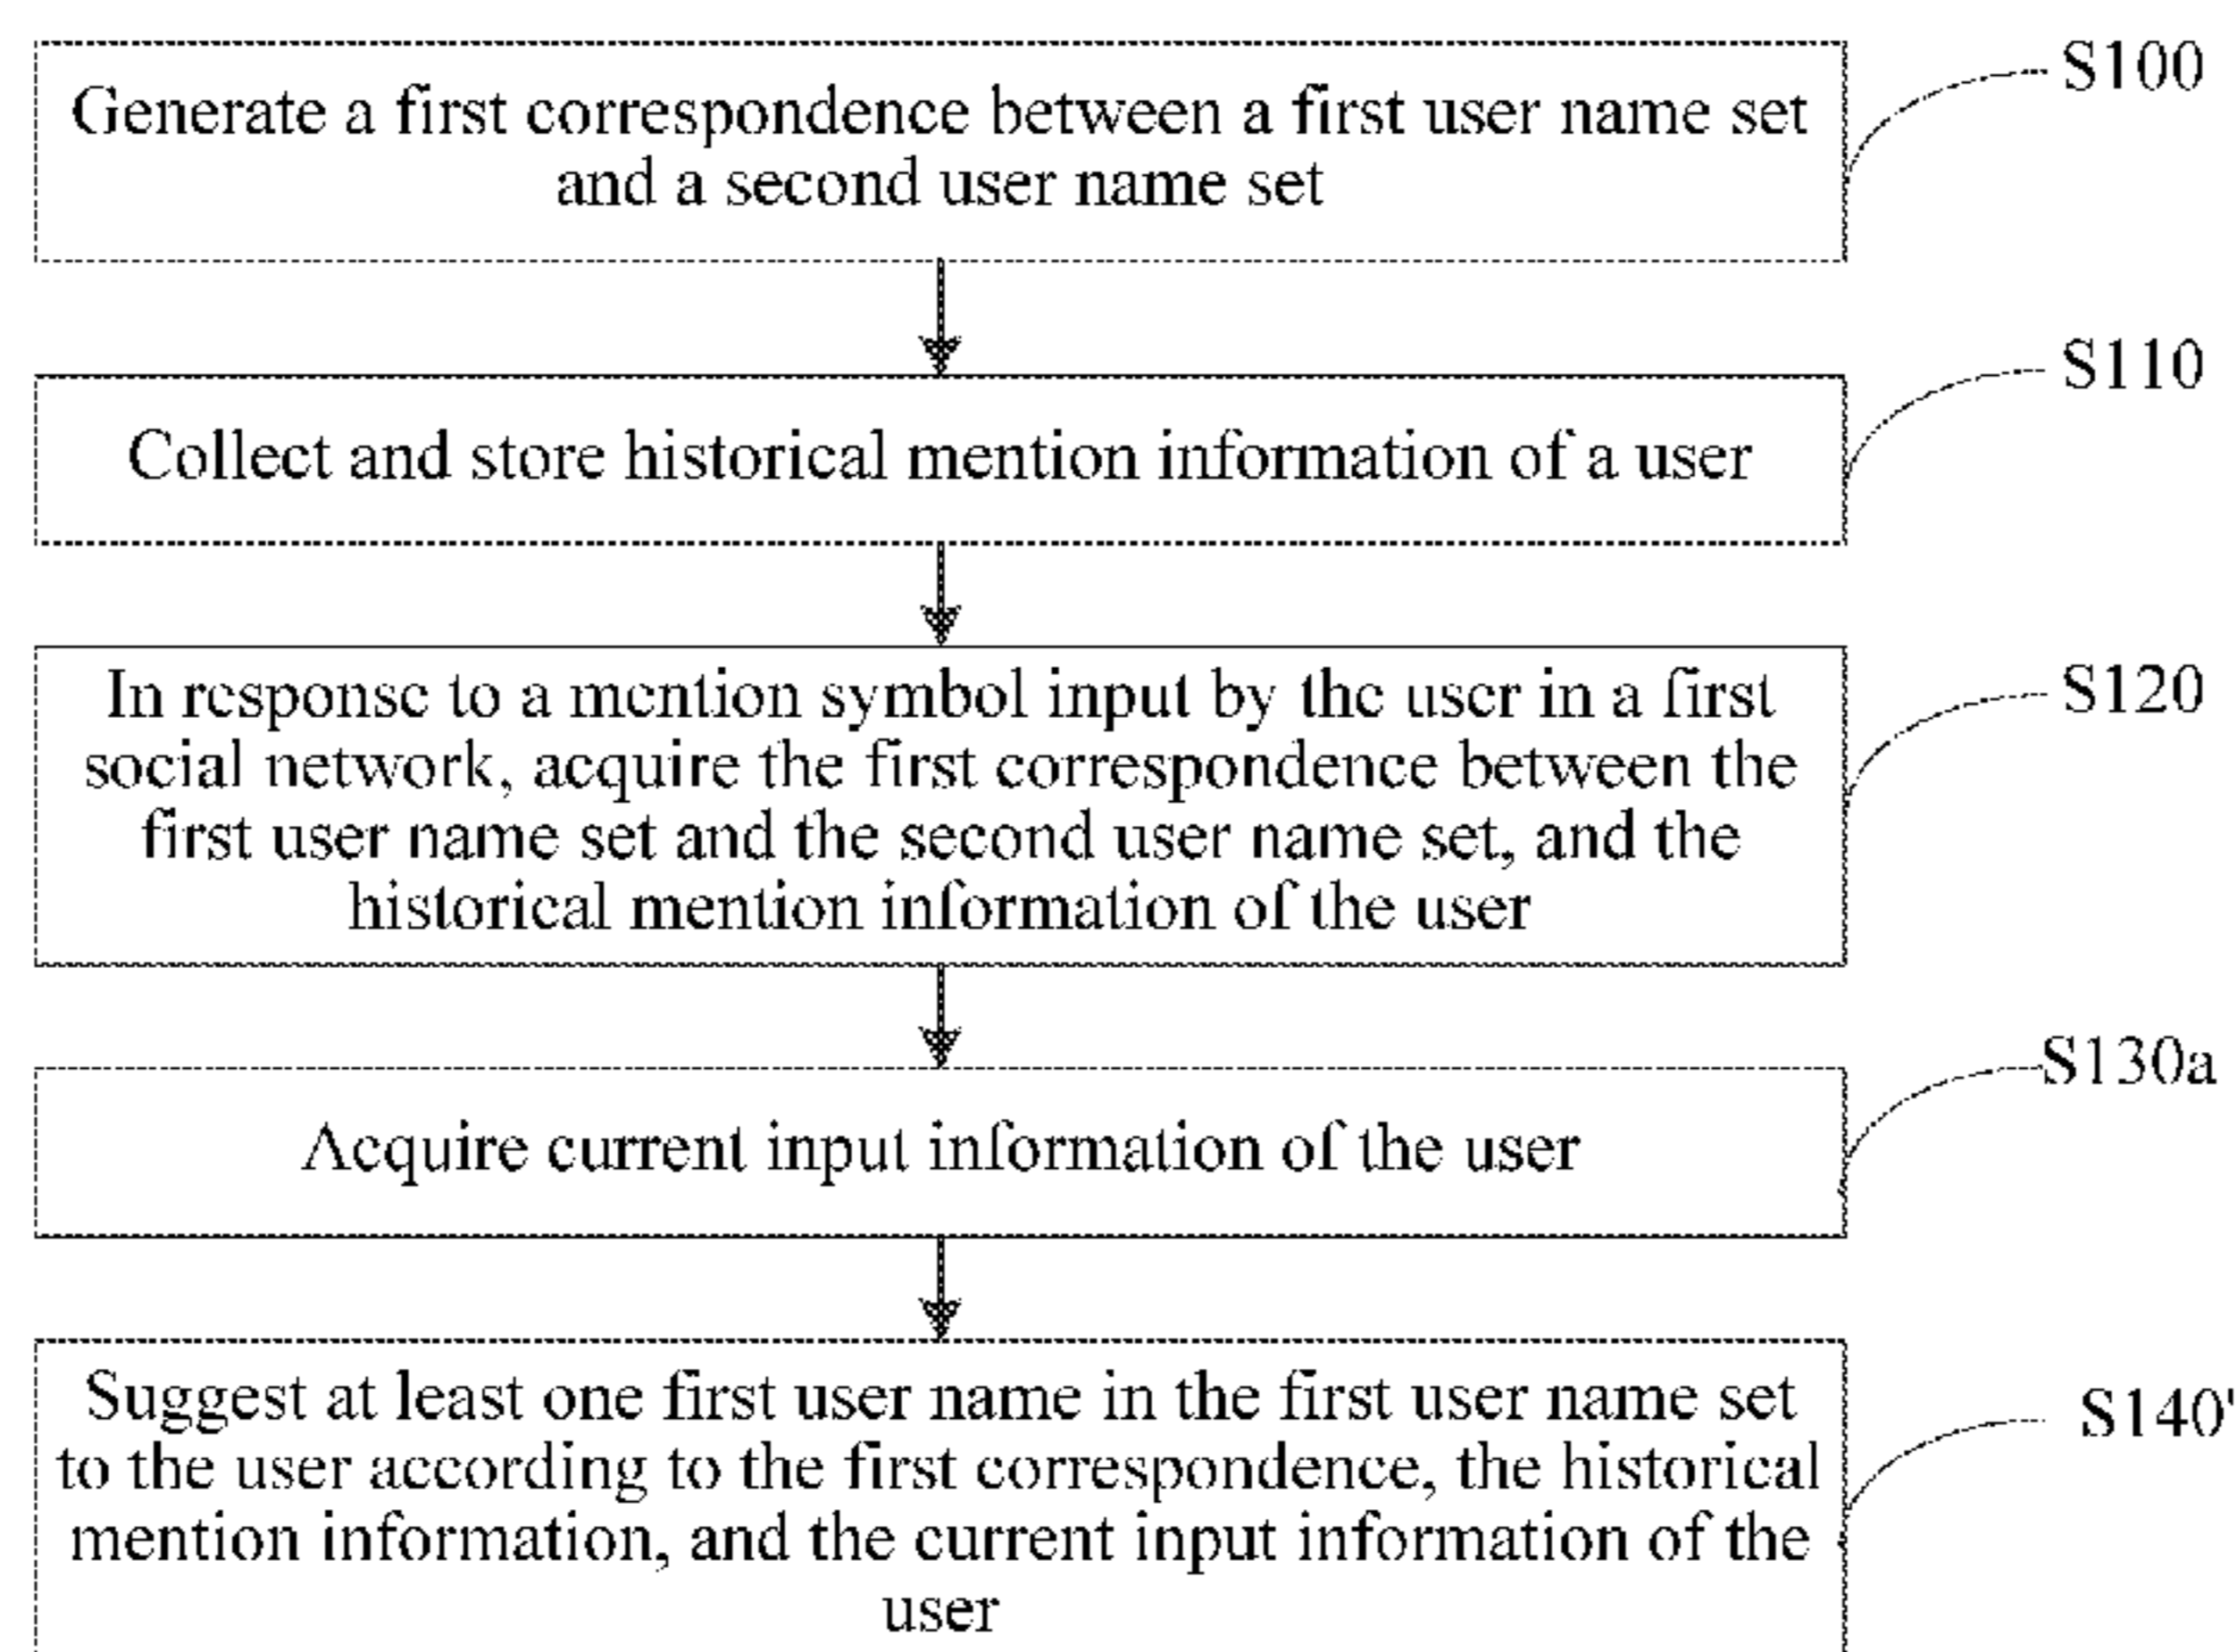 Generate a first correspondence between a first user name set
and a second user name set
S100
Collect and store historical mention information of a user
S110
In response to a mention symbol input by the user in a first
social network, acquire the first correspondence between the
first user name set and the second user name set, and the
historical mention information of the user
S120
Acquire current input information of the user
S130a
Suggest at least one first user name in the first user name set
to the user according to the first correspondence, the historical
mention information, and the current input information of the
user
S140'